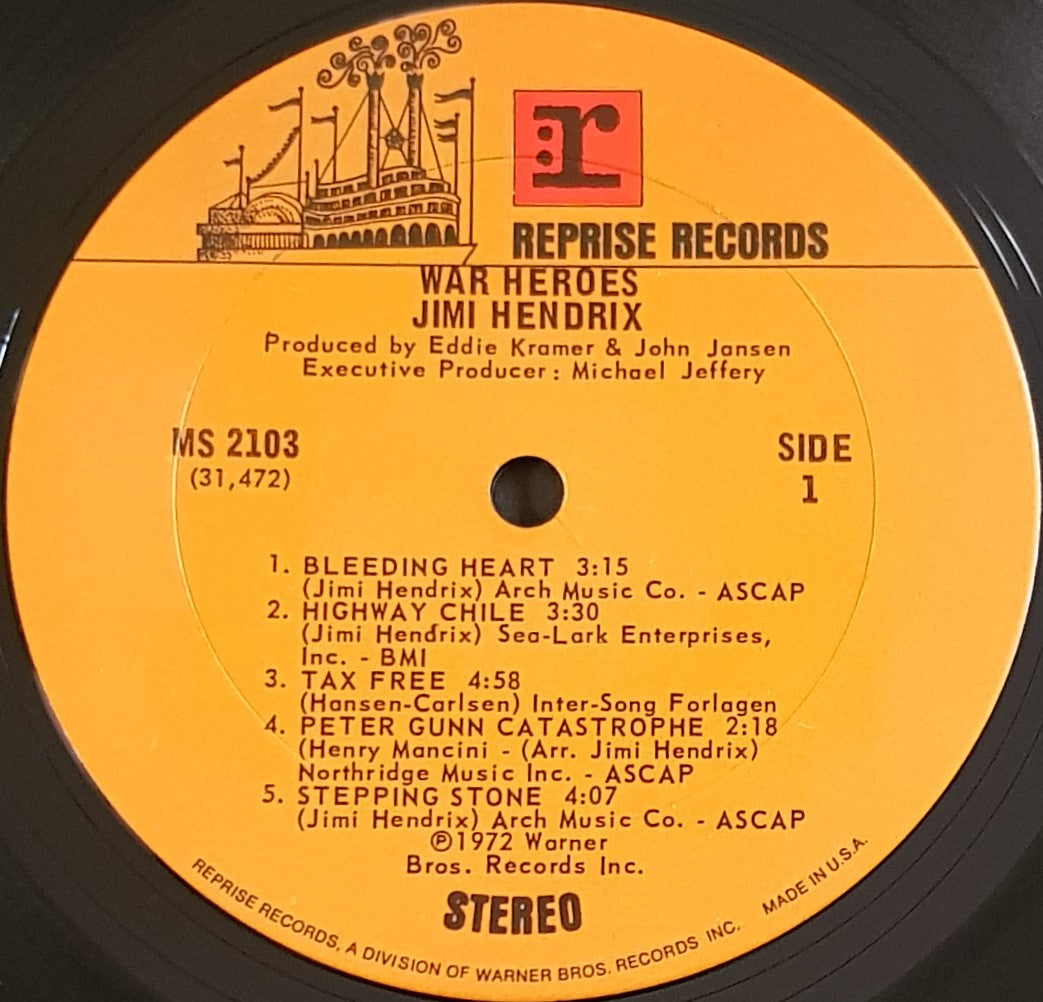 :r
REPRISE RECORDS
WAR HEROES
JIMI HENDRIX
Produced by Eddie Kramer & John Jansen
Executive Producer: Michael Jeffery
MS 2103
(31,472)
SIDE
1
1. BLEEDING HEART 3:15
(Jimi Hendrix) Arch Music Co. - ASCAP
2. HIGHWAY CHILE 3:30
(Jimi Hendrix) Sea-Lark Enterprises,
Inc. - BMI
3. TAX FREE 4:58
(Hansen-Carlsen) Inter-Song Forlagen
4. PETER GUNN CATASTROPHE 2:18
(Henry Mancini - (Arr. Jimi Hendrix)
Northridge Music Inc. - ASCAP
5. STEPPING STONE 4:07
(Jimi Hendrix) Arch Music Co. - ASCAP
℗1972 Warner
Bros. Records Inc.
STEREO
REPRISE RECORDS, A DIVISION OF WARNER BROS. RECORDS INC. MADE IN U.S.A.